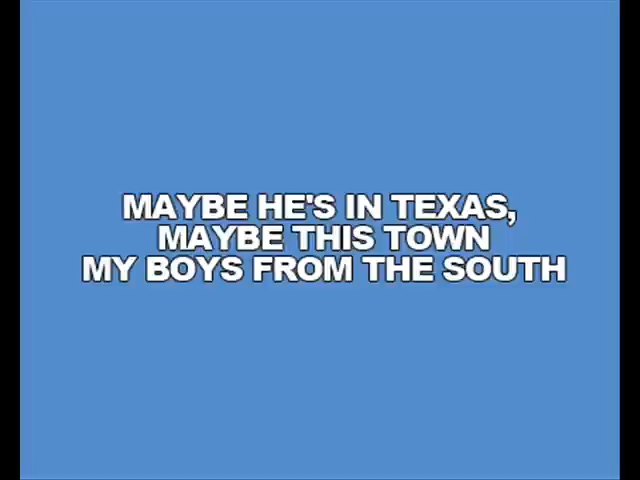 MAYBE HE'S IN TEXAS,
MAYBE THIS TOWN
MY BOYS FROM THE SOUTH